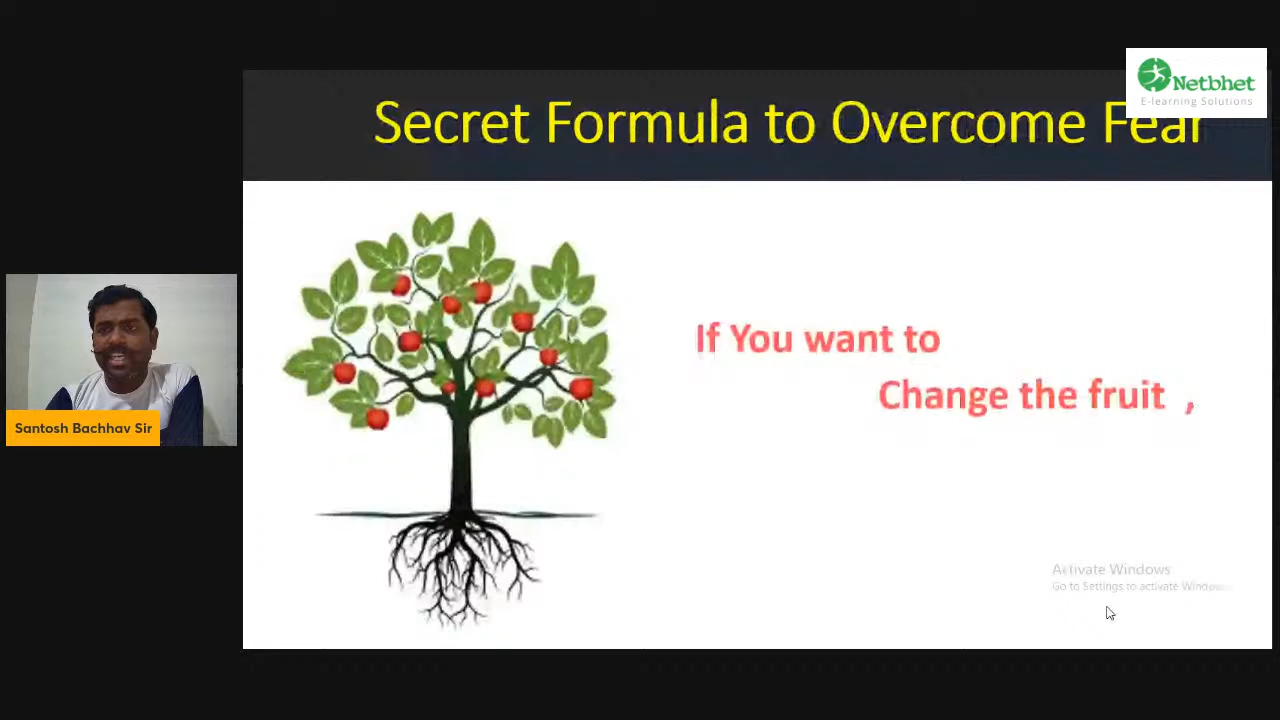 Netbhet
E-learning Solutions
Secret Formula to Overcome Fear
If You want to
Change the fruit ,
Santosh Bachhav Sir
Activate Windows
Go to Settings to activate Windows.